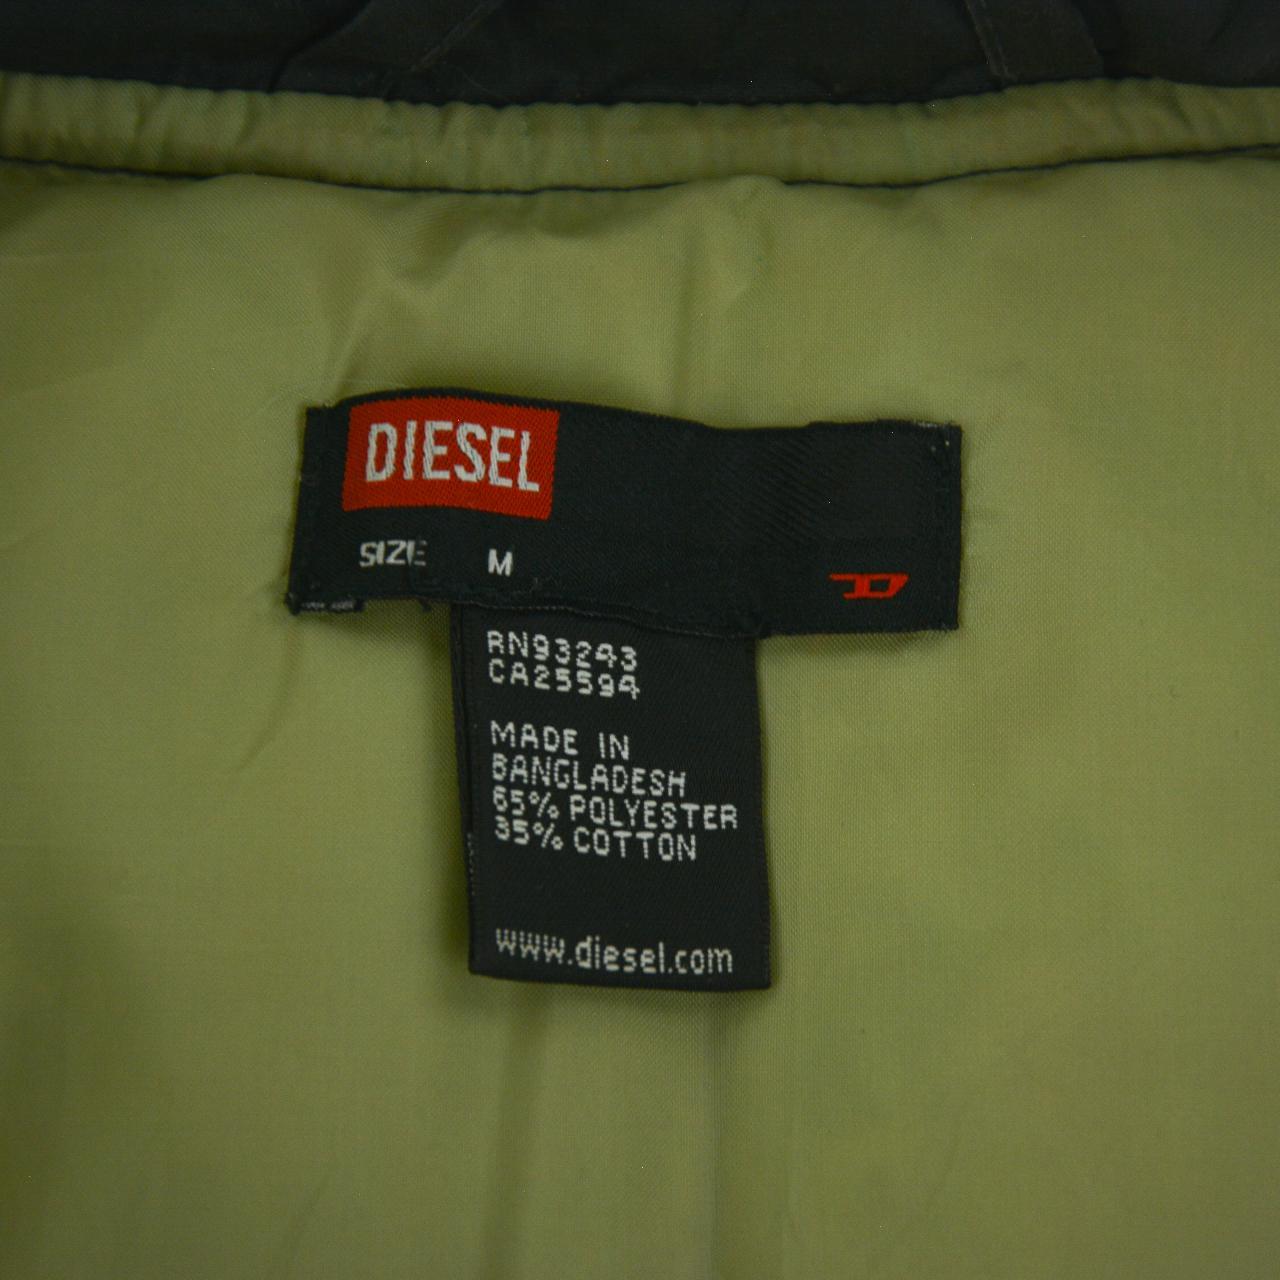 DIESEL
SIZE M
RN93243
CA25594
MADE IN
BANGLADESH
65% POLYESTER
35% COTTON
www.diesel.com